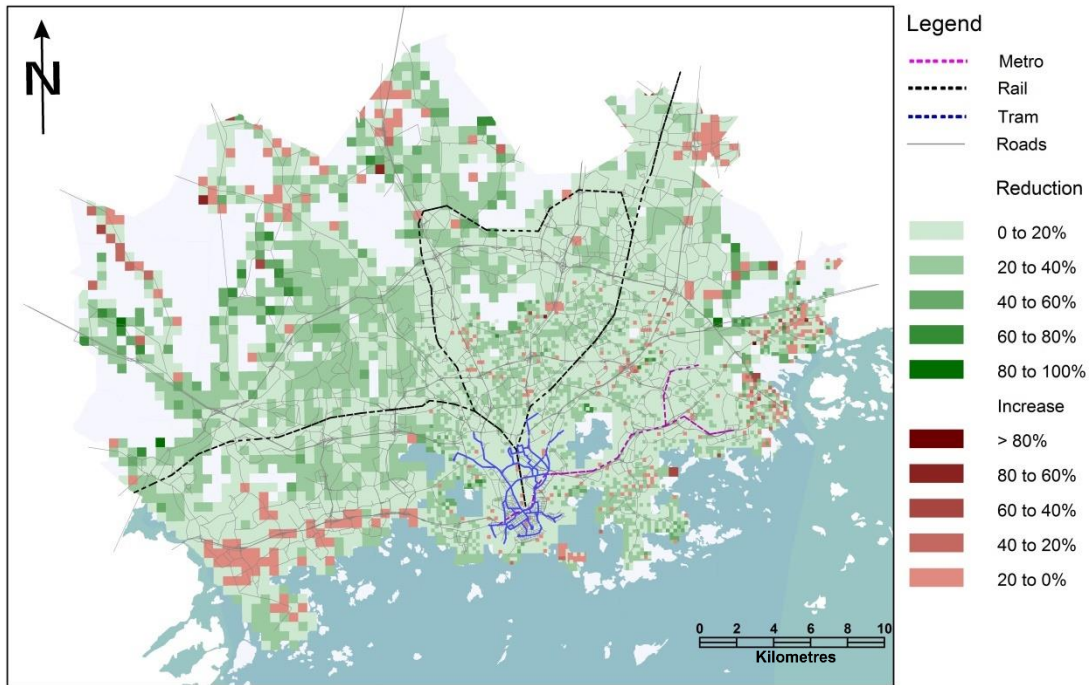 N
Legend
Metro
Rail
Tram
Roads
Reduction
0 to 20%
20 to 40%
40 to 60%
60 to 80%
80 to 100%
Increase
> 80%
80 to 60%
60 to 40%
40 to 20%
20 to 0%
0 2 4 6 8 10
Kilometres